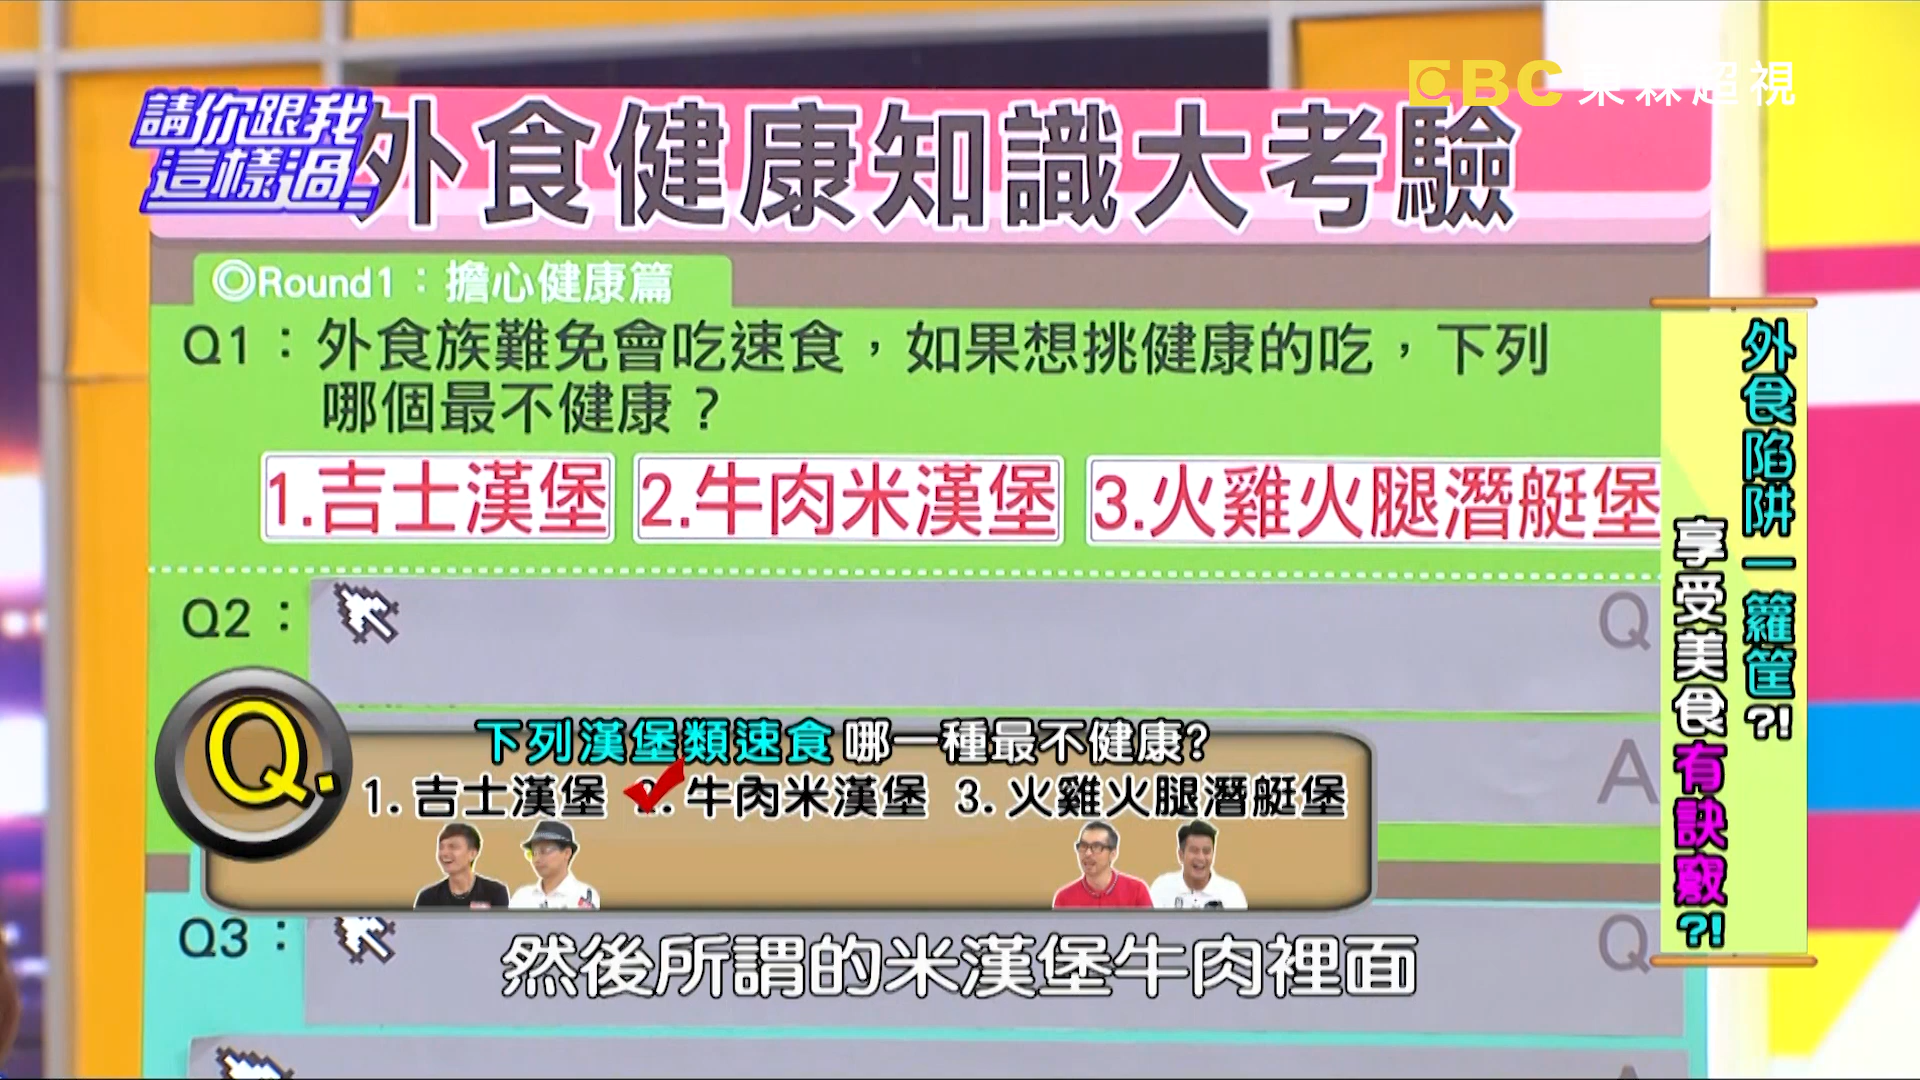 EBC 東森超視
請你跟我
這樣過
外食健康知識大考驗
◎Round1：擔心健康篇
Q1：外食族難免會吃速食，如果想挑健康的吃，下列
哪個最不健康？
1.吉士漢堡 2.牛肉米漢堡 3.火雞火腿潛艇堡
Q2：
Q
A
Q.
下列漢堡類速食哪一種最不健康?
1.吉士漢堡 2.牛肉米漢堡 3.火雞火腿潛艇堡
Q3：
Q
然後所謂的米漢堡牛肉裡面
外食陷阱一籮筐?!
享受美食有訣竅?!